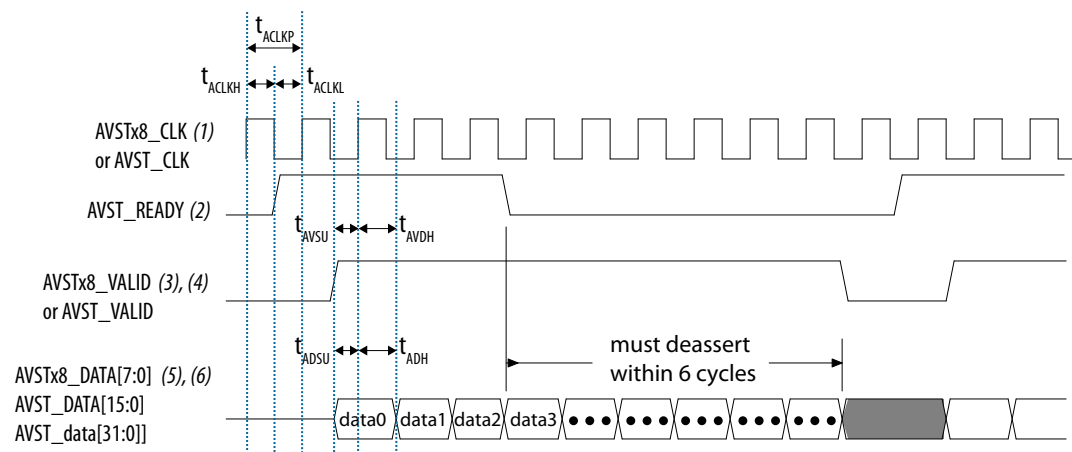 tACLKP
tACLKH
tACLKL
AVSTx8_CLK (1)
or AVST_CLK
AVST_READY (2)
tAVSU
tAVDH
AVSTx8_VALID (3), (4)
or AVST_VALID
tADSU
tADH
must deassert
within 6 cycles
AVSTx8_DATA[7:0] (5), (6)
AVST_DATA[15:0]
AVST_data[31:0]]
data0 data1 data2 data3